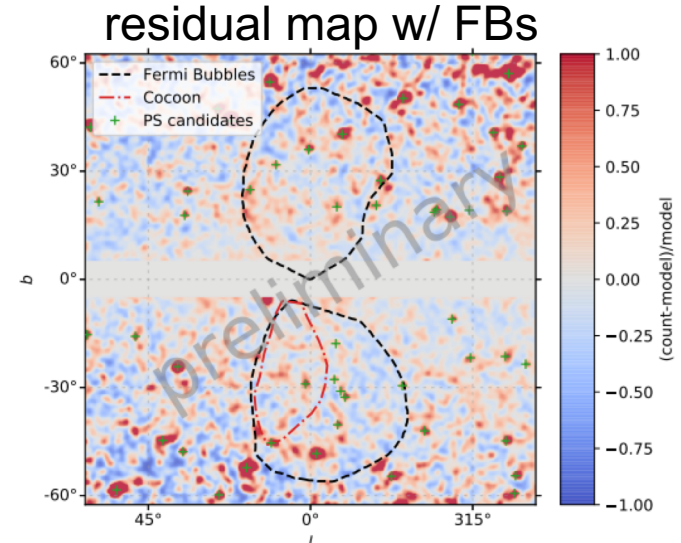 residual map w/ FBs
60°
30°
0°
-30°
-60°
b
Fermi Bubbles
Cocoon
PS candidates
preliminary
45°
0°
315°
1.00
0.75
0.50
0.25
0.00
−0.25
−0.50
−0.75
−1.00
(count-model)/model